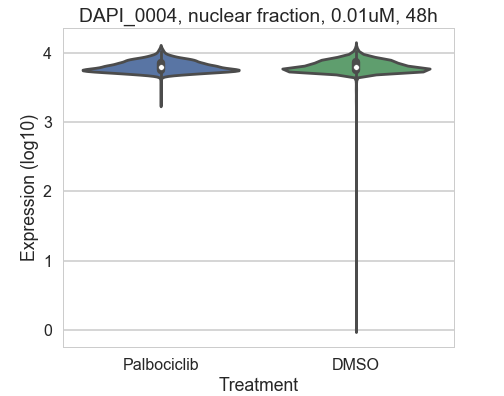 DAPI_0004, nuclear fraction, 0.01uM, 48h
4
3
2
1
0
Expression (log10)
Palbociclib
DMSO
Treatment